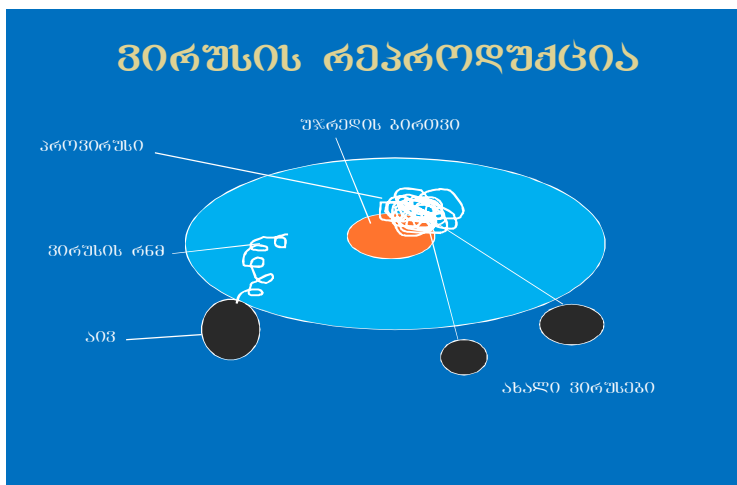 ვირუსის რეპროდუქცია
უჯრედის ბირთვი
პროვირუსი
ვირუსის რნმ
აივ
ახალი ვირუსები